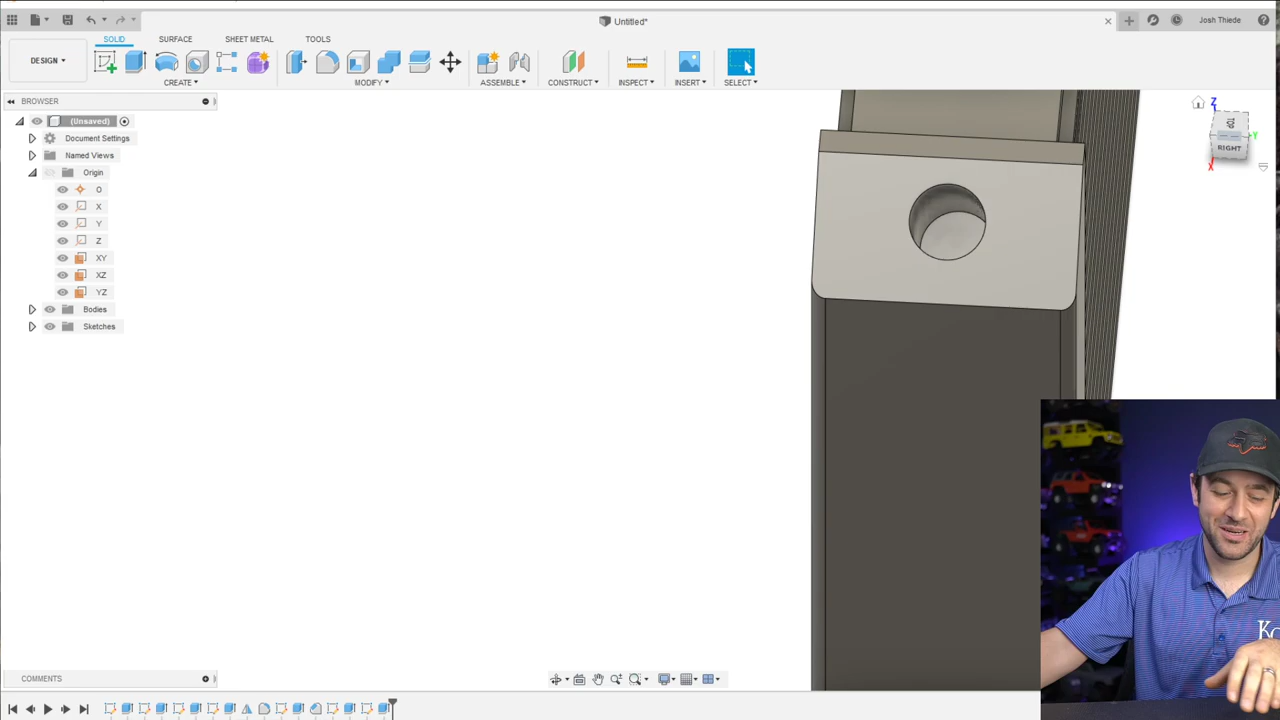 Untitled*
Josh Thiede
DESIGN
SOLID
SURFACE
SHEET METAL
TOOLS
CREATE
MODIFY
ASSEMBLE
CONSTRUCT
INSPECT
INSERT
SELECT
BROWSER
(Unsaved)
Document Settings
Named Views
Origin
O
X
Y
Z
XY
XZ
YZ
Bodies
Sketches
Z
TOP
Y
RIGHT
X
COMMENTS